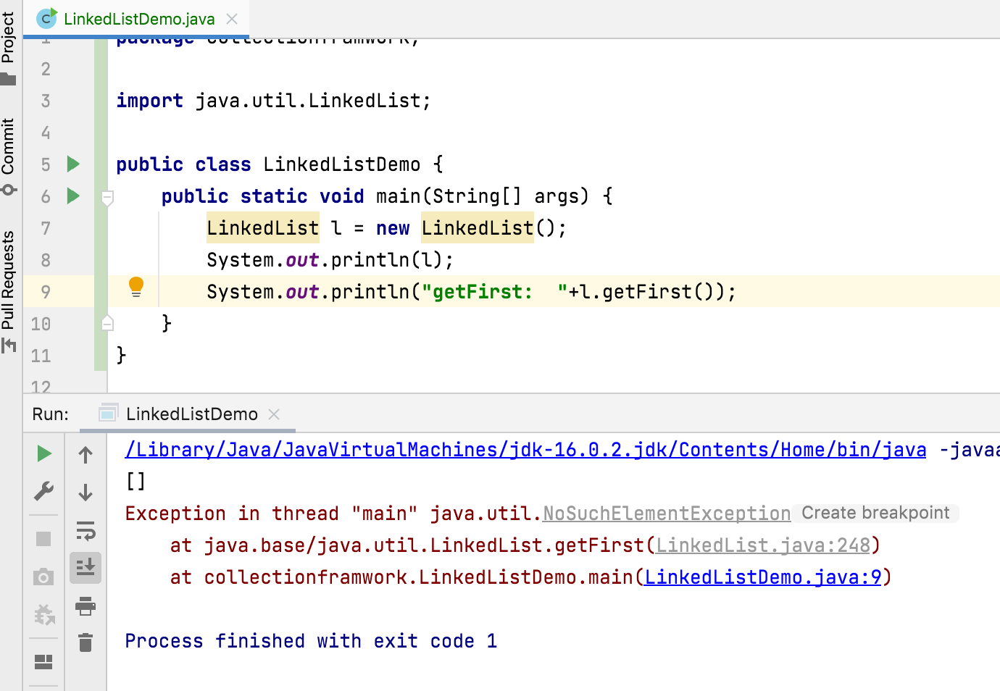 LinkedListDemo.java
Project
Commit
Pull Requests
1 package collectionframwork;
2
3 import java.util.LinkedList;
4
5 public class LinkedListDemo {
6 public static void main(String[] args) {
7 LinkedList l = new LinkedList();
8 System.out.println(l);
9 System.out.println("getFirst:  "+l.getFirst());
10 }
11 }
12
Run: LinkedListDemo
/Library/Java/JavaVirtualMachines/jdk-16.0.2.jdk/Contents/Home/bin/java -javaa
[]
Exception in thread "main" java.util.NoSuchElementException Create breakpoint
at java.base/java.util.LinkedList.getFirst(LinkedList.java:248)
at collectionframwork.LinkedListDemo.main(LinkedListDemo.java:9)
Process finished with exit code 1